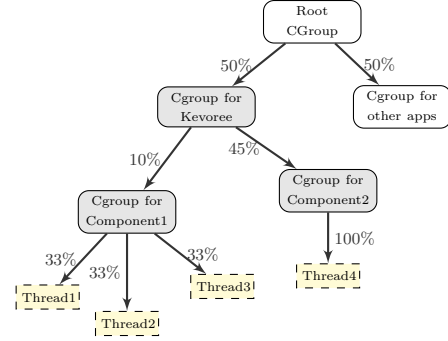 Root
CGroup
50%
50%
Cgroup for
Kevoree
Cgroup for
other apps
10%
45%
Cgroup for
Component1
Cgroup for
Component2
33%
33%
33%
100%
Thread1
Thread2
Thread3
Thread4